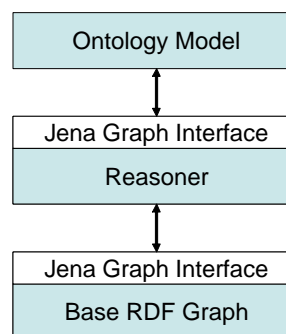 Ontology Model
Jena Graph Interface
Reasoner
Jena Graph Interface
Base RDF Graph